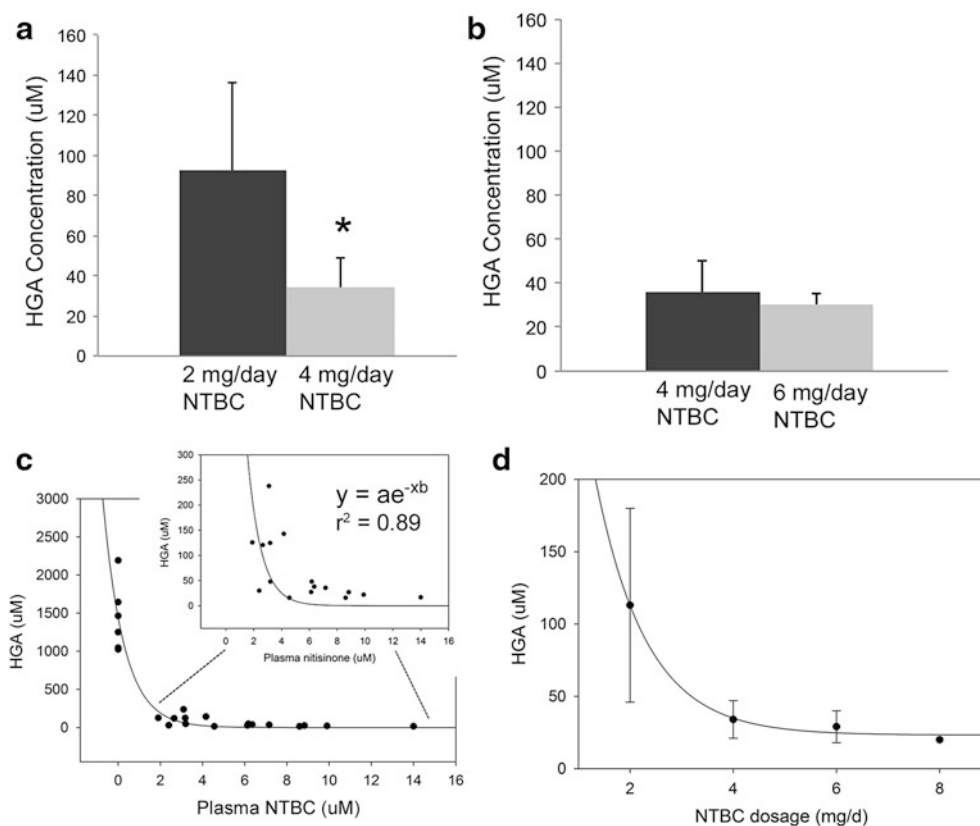 a
160
140
120
100
80
60
40
20
0
HGA Concentration (uM)
*
2 mg/day
NTBC
4 mg/day
NTBC
b
160
140
120
100
80
60
40
20
0
HGA Concentration (uM)
4 mg/day
NTBC
6 mg/day
NTBC
c
3000
2500
2000
1500
1000
500
0
HGA (uM)
0 2 4 6 8 10 12 14 16
Plasma NTBC (uM)
300
250
200
150
100
50
0
HGA (uM)
y = ae-xb
r2 = 0.89
0 2 4 6 8 10 12 14 16
Plasma nitisinone (uM)
d
200
150
100
50
0
HGA (uM)
2 4 6 8
NTBC dosage (mg/d)